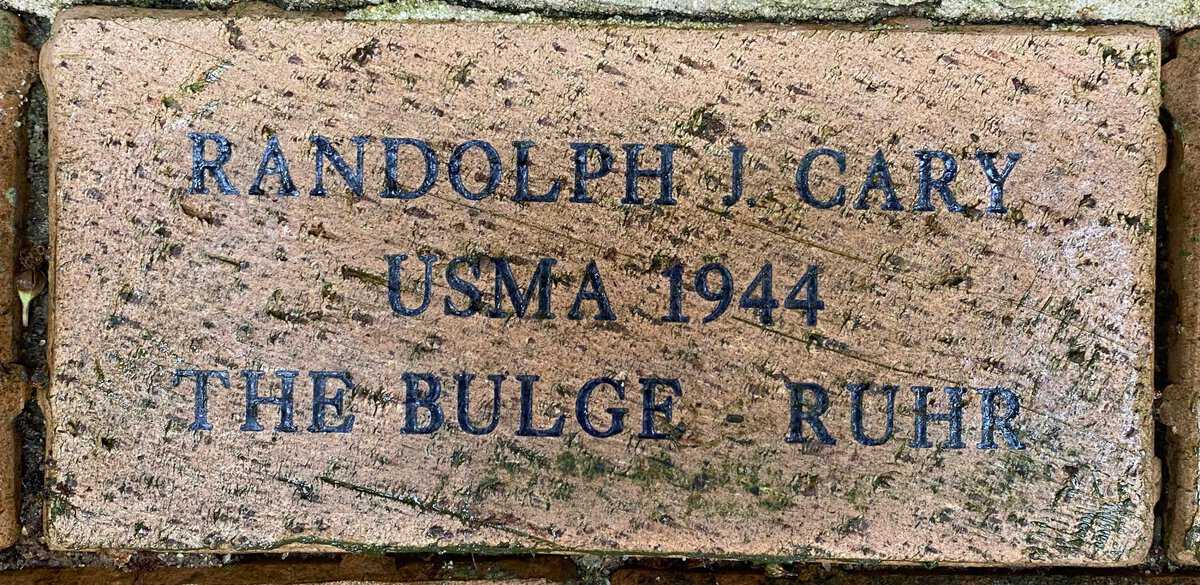 RANDOLPH J. CARY
USMA 1944
THE BULGE - RUHR